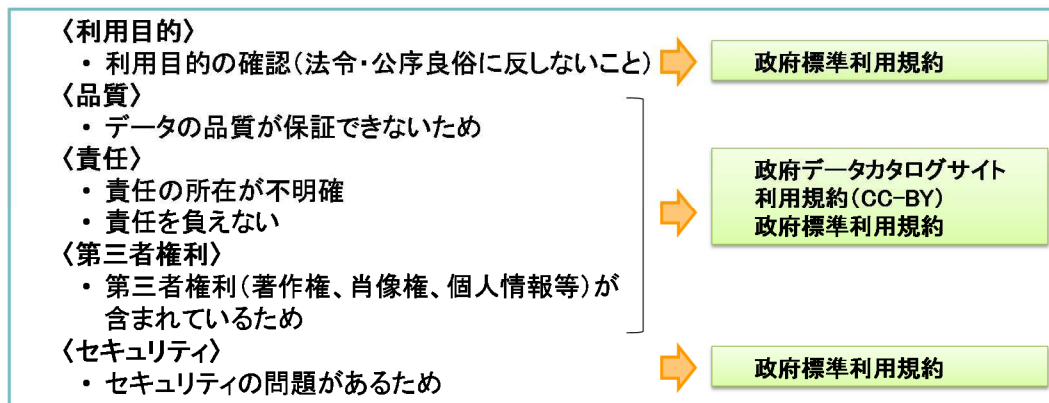 〈利用目的〉
・ 利用目的の確認(法令・公序良俗に反しないこと)
政府標準利用規約
〈品質〉
・ データの品質が保証できないため
〈責任〉
・ 責任の所在が不明確
・ 責任を負えない
〈第三者権利〉
・ 第三者権利(著作権、肖像権、個人情報等)が
含まれているため
政府データカタログサイト
利用規約(CC-BY)
政府標準利用規約
〈セキュリティ〉
・ セキュリティの問題があるため
政府標準利用規約